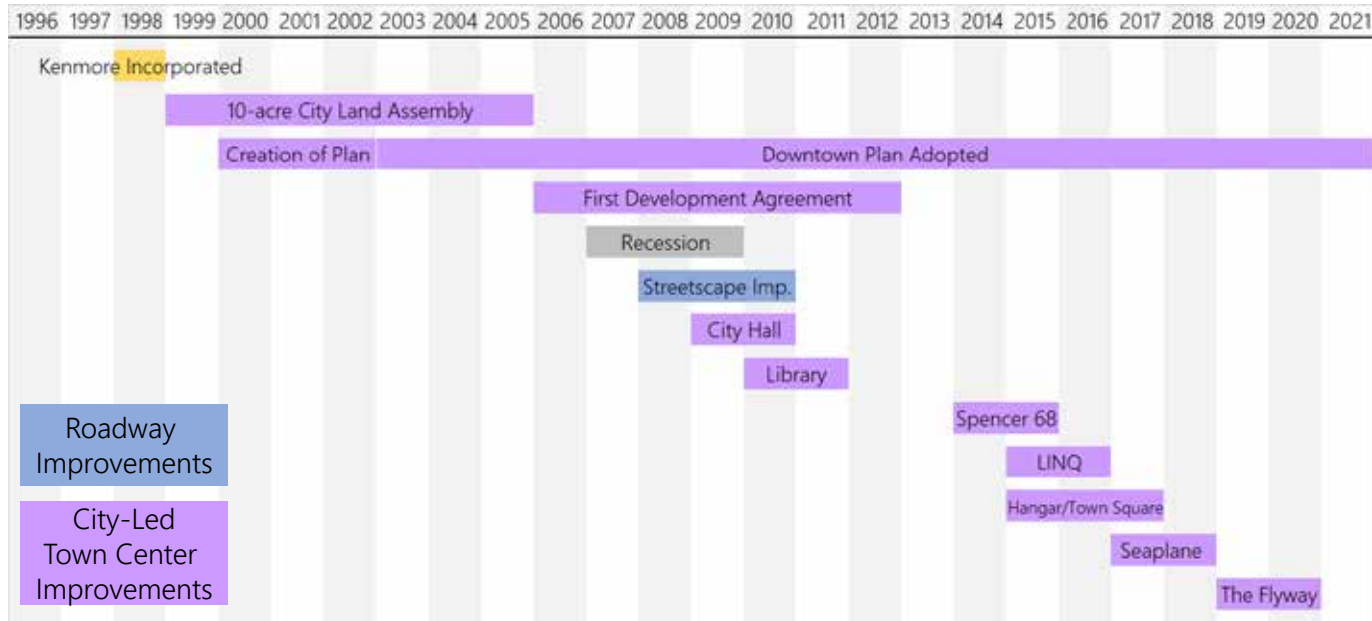 1996 1997 1998 1999 2000 2001 2002 2003 2004 2005 2006 2007 2008 2009 2010 2011 2012 2013 2014 2015 2016 2017 2018 2019 2020 2021
Kenmore Incorporated
10-acre City Land Assembly
Creation of Plan Downtown Plan Adopted
First Development Agreement
Recession
Streetscape Imp.
City Hall
Library
Spencer 68
LINQ
Hangar/Town Square
Seaplane
The Flyway
Roadway
Improvements
City-Led
Town Center
Improvements